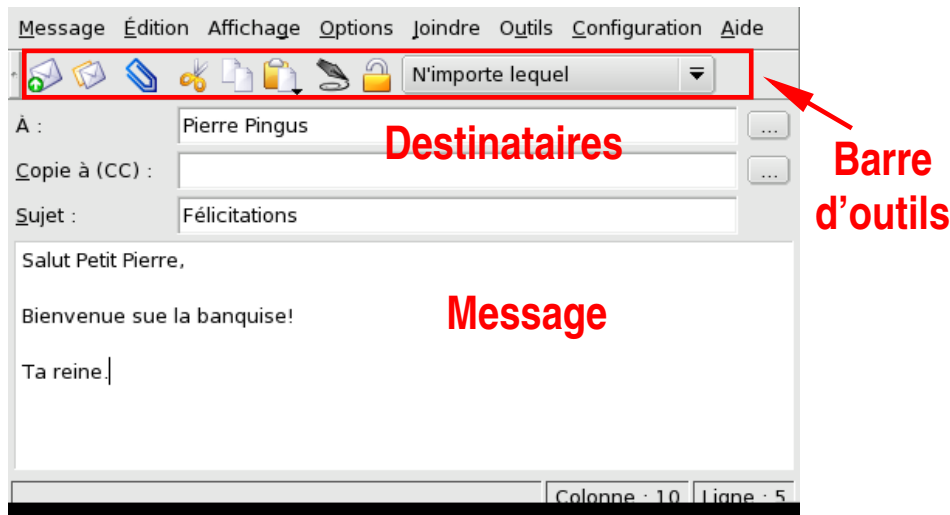 Message Édition Affichage Options Joindre Outils Configuration Aide
N'importe lequel
À : Pierre Pingus ...
Destinataires
Copie à (CC) : ...
Barre
d’outils
Sujet : Félicitations
Salut Petit Pierre,
Bienvenue sue la banquise!
Message
Ta reine.
Colonne : 10 Ligne : 5